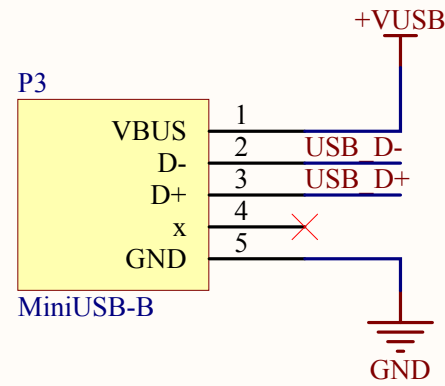 +VUSB
P3
VBUS 1
D- 2 USB_D-
D+ 3 USB_D+
x 4
GND 5
MiniUSB-B
GND